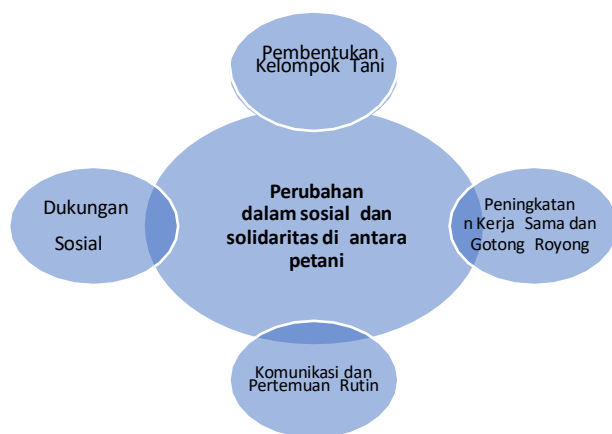 Pembentukan
Kelompok Tani
Dukungan
Sosial
Perubahan
dalam sosial dan
solidaritas di antara
petani
Peningkatan
n Kerja Sama dan
Gotong Royong
Komunikasi dan
Pertemuan Rutin